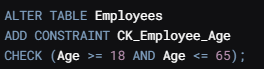 ALTER TABLE Employees
ADD CONSTRAINT CK_Employee_Age
CHECK (Age >= 18 AND Age <= 65);